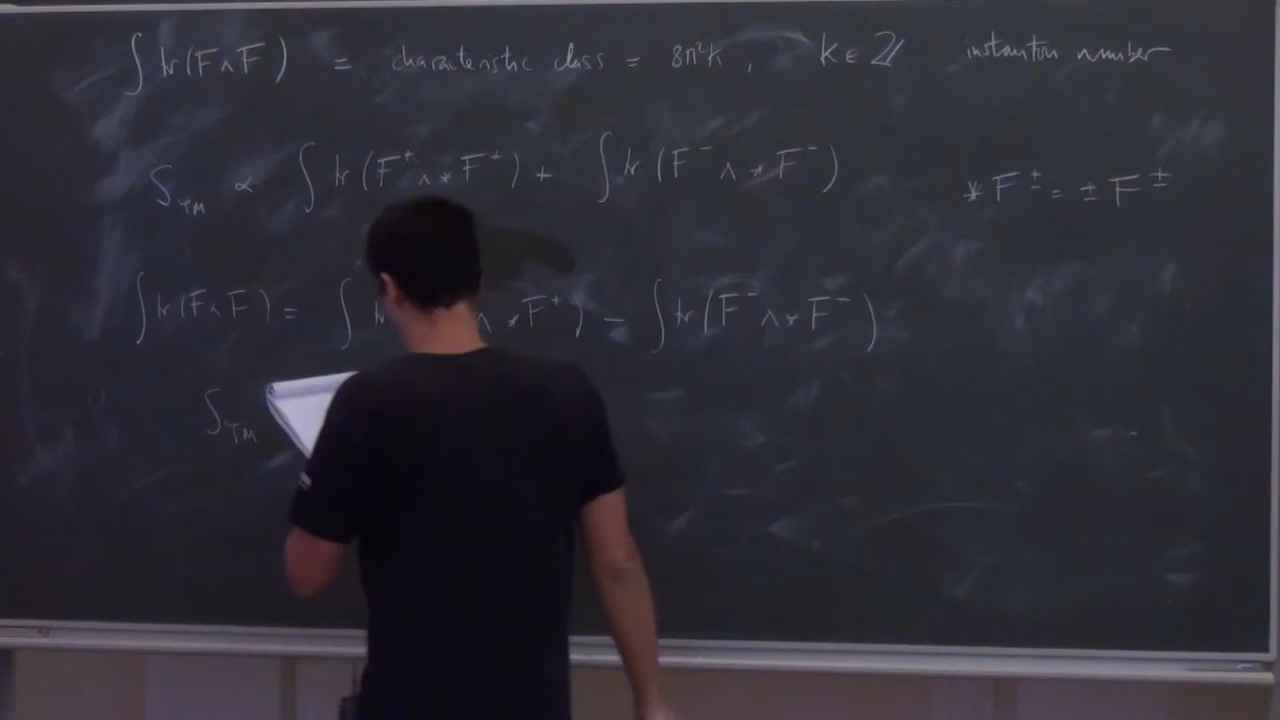 ∫ tr(F∧F) = characteristic class = 8π²k, k ∈ ℤ instanton number
S_YM ∝ ∫ tr(F⁺ ∧ *F⁺) + ∫ tr(F⁻ ∧ *F⁻) *F^± = ± F^±
∫ tr(F∧F) = ∫ ∧ *F⁺) − ∫ tr(F⁻ ∧ *F⁻)
S_YM